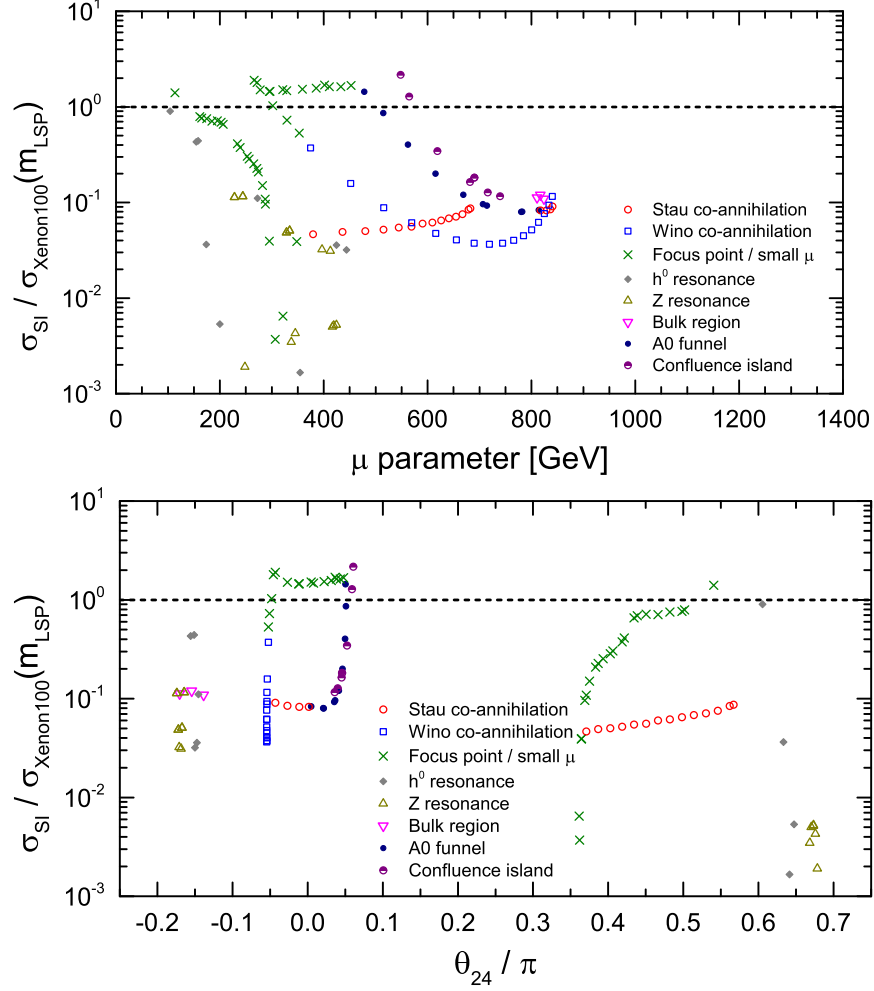 σ_SI / σ_Xenon100(m_LSP)
10^1
10^0
10^-1
10^-2
10^-3
Stau co-annihilation
Wino co-annihilation
Focus point / small μ
h^0 resonance
Z resonance
Bulk region
A0 funnel
Confluence island
0 200 400 600 800 1000 1200 1400
μ parameter [GeV]
σ_SI / σ_Xenon100(m_LSP)
10^1
10^0
10^-1
10^-2
10^-3
Stau co-annihilation
Wino co-annihilation
Focus point / small μ
h^0 resonance
Z resonance
Bulk region
A0 funnel
Confluence island
-0.2 -0.1 0.0 0.1 0.2 0.3 0.4 0.5 0.6 0.7
θ_24 / π